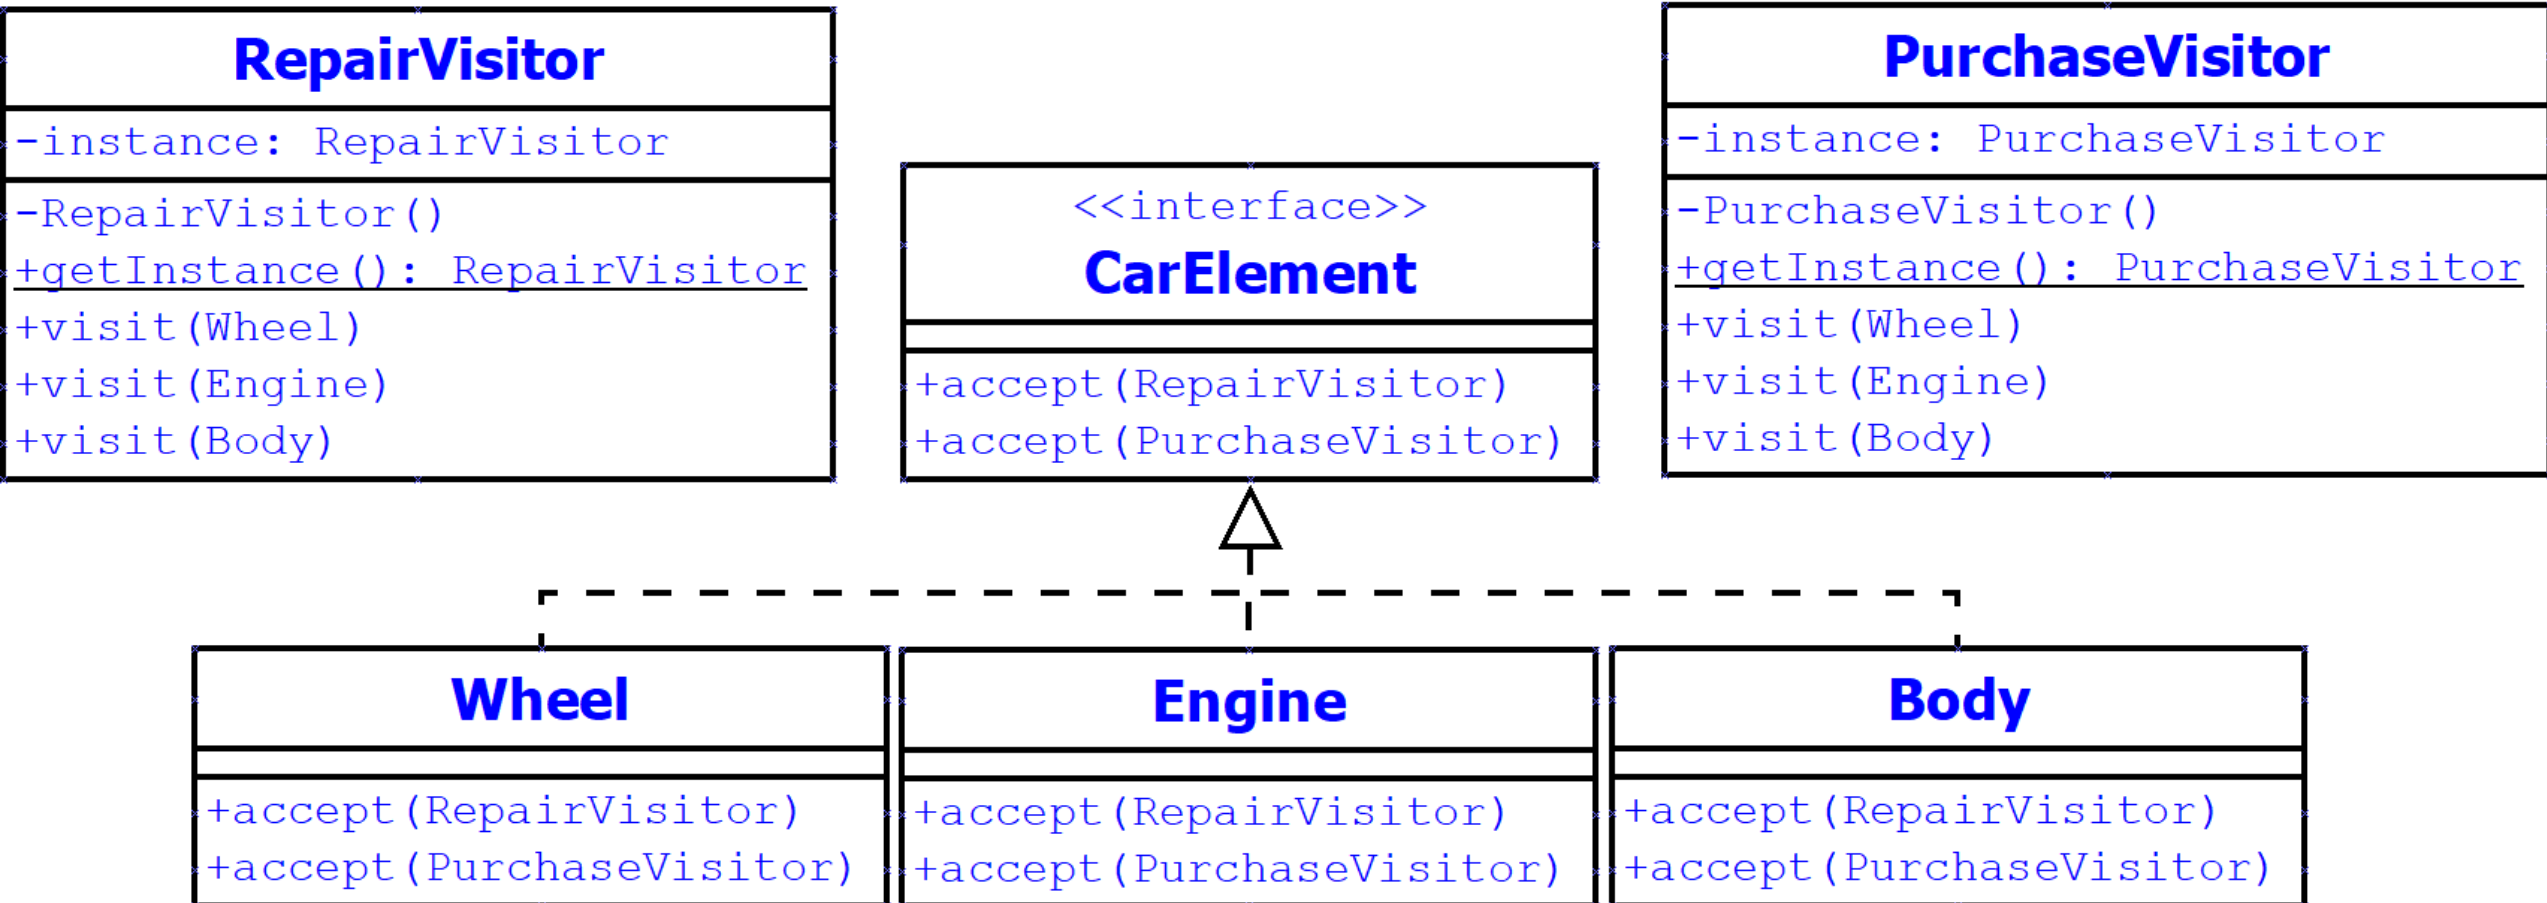 RepairVisitor
-instance: RepairVisitor
-RepairVisitor()
+getInstance(): RepairVisitor
+visit(Wheel)
+visit(Engine)
+visit(Body)
<<interface>>
CarElement
+accept(RepairVisitor)
+accept(PurchaseVisitor)
PurchaseVisitor
-instance: PurchaseVisitor
-PurchaseVisitor()
+getInstance(): PurchaseVisitor
+visit(Wheel)
+visit(Engine)
+visit(Body)
Wheel
+accept(RepairVisitor)
+accept(PurchaseVisitor)
Engine
+accept(RepairVisitor)
+accept(PurchaseVisitor)
Body
+accept(RepairVisitor)
+accept(PurchaseVisitor)